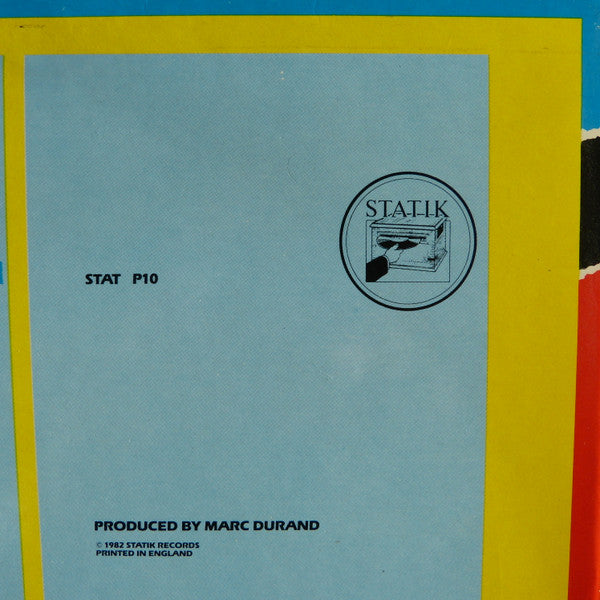 STATIK
STAT P10
PRODUCED BY MARC DURAND
© 1982 STATIK RECORDS
PRINTED IN ENGLAND